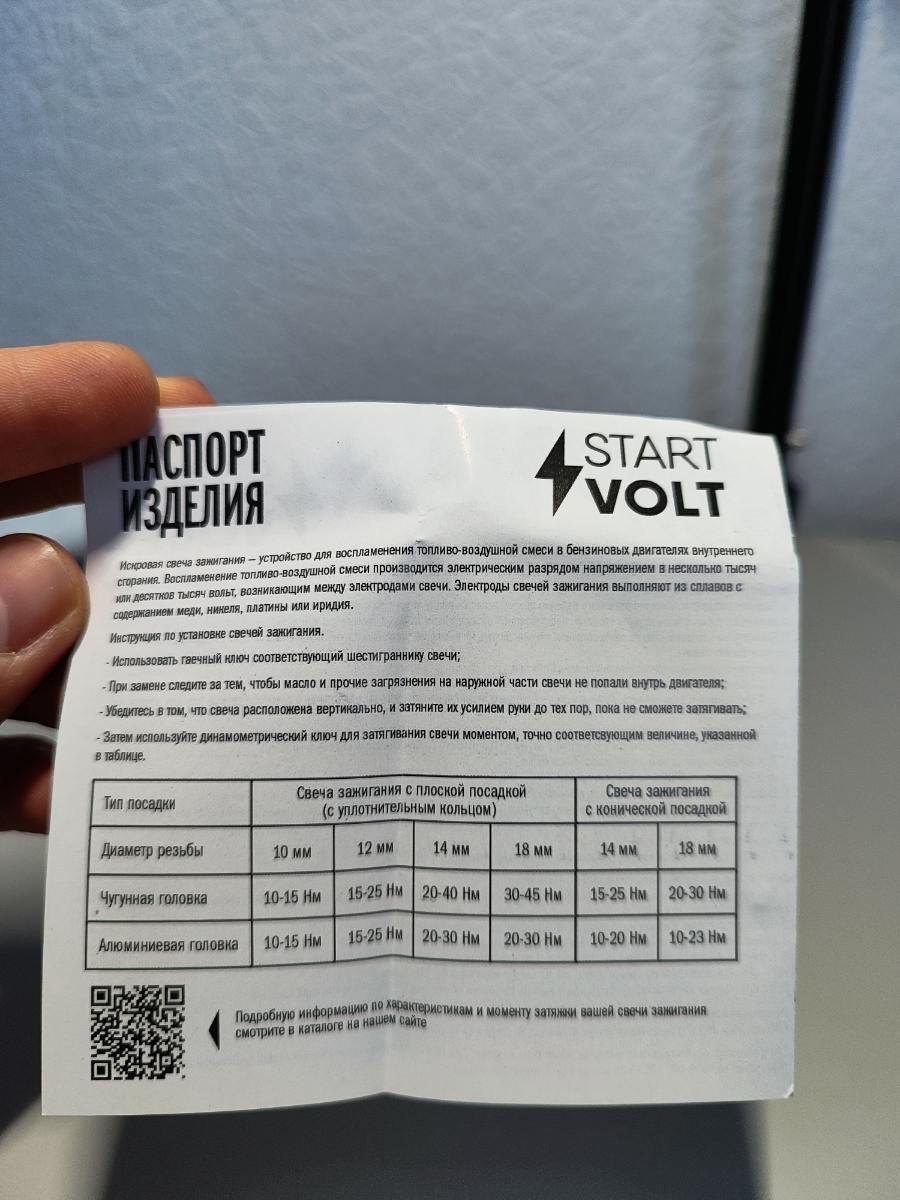 ПАСПОРТ
ИЗДЕЛИЯ
START
VOLT
Искровая свеча зажигания – устройство для воспламенения топливо-воздушной смеси в бензиновых двигателях внутреннего
сгорания. Воспламенение топливо-воздушной смеси производится электрическим разрядом напряжением в несколько тысяч
или десятков тысяч вольт, возникающим между электродами свечи. Электроды свечей зажигания выполняют из сплавов с
содержанием меди, никеля, платины или иридия.
Инструкция по установке свечей зажигания.
- Использовать гаечный ключ соответствующий шестиграннику свечи;
- При замене следите за тем, чтобы масло и прочие загрязнения на наружной части свечи не попали внутрь двигателя;
- Убедитесь в том, что свеча расположена вертикально, и затяните их усилием руки до тех пор, пока не сможете затягивать;
- Затем используйте динамометрический ключ для затягивания свечи моментом, точно соответсвующим величине, указанной
в таблице.
Тип посадки Свеча зажигания с плоской посадкой (с уплотнительным кольцом) Свеча зажигания с конической посадкой
Диаметр резьбы 10 мм 12 мм 14 мм 18 мм 14 мм 18 мм
Чугунная головка 10-15 Нм 15-25 Нм 20-40 Нм 30-45 Нм 15-25 Нм 20-30 Нм
Алюминиевая головка 10-15 Нм 15-25 Нм 20-30 Нм 20-30 Нм 10-20 Нм 10-23 Нм
Подробную информацию по характеристикам и моменту затяжки вашей свечи зажигания
смотрите в каталоге на нашем сайте